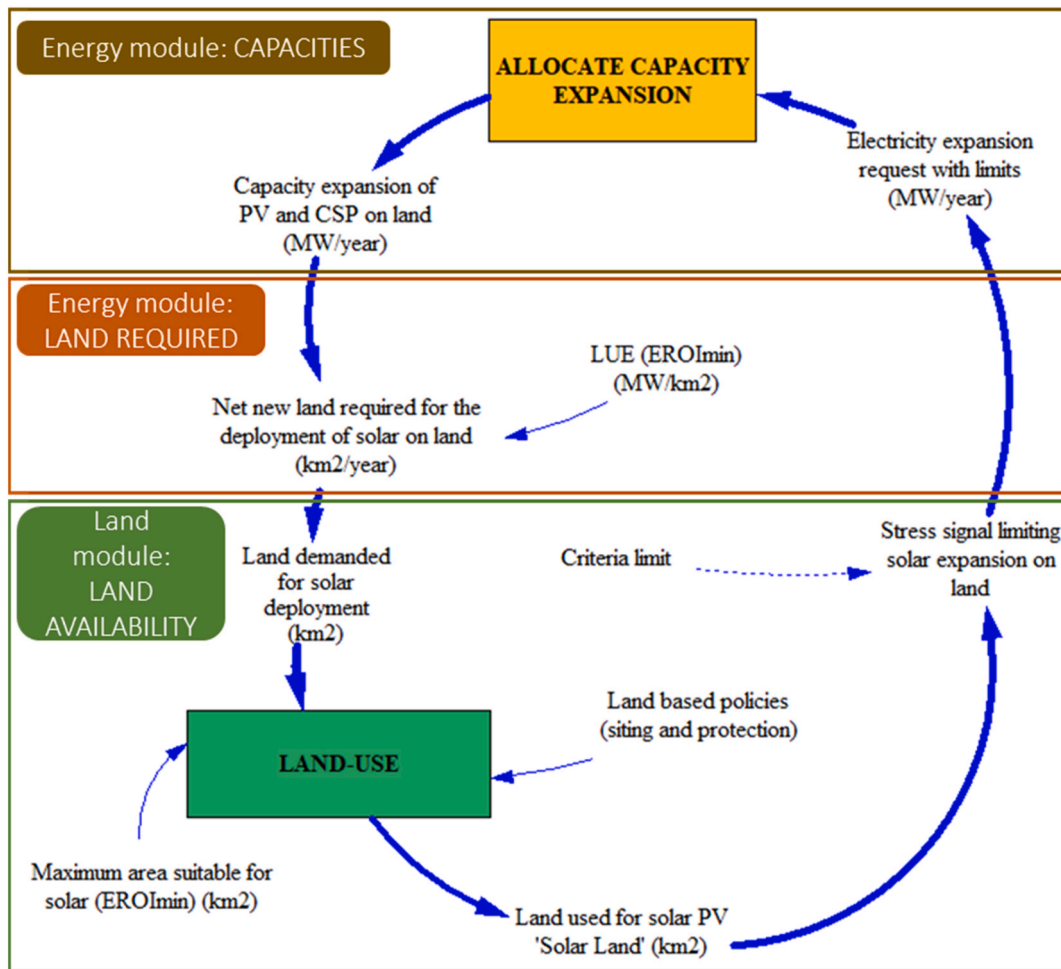 Energy module: CAPACITIES
ALLOCATE CAPACITY
EXPANSION
Electricity expansion
request with limits
(MW/year)
Capacity expansion of
PV and CSP on land
(MW/year)
Energy module:
LAND REQUIRED
LUE (EROImin)
(MW/km2)
Net new land required for the
deployment of solar on land
(km2/year)
Land
module:
LAND
AVAILABILITY
Land demanded
for solar
deployment
(km2)
Criteria limit
Stress signal limiting
solar expansion on
land
Land based policies
(siting and protection)
LAND-USE
Maximum area suitable for
solar (EROImin) (km2)
Land used for solar PV
'Solar Land' (km2)